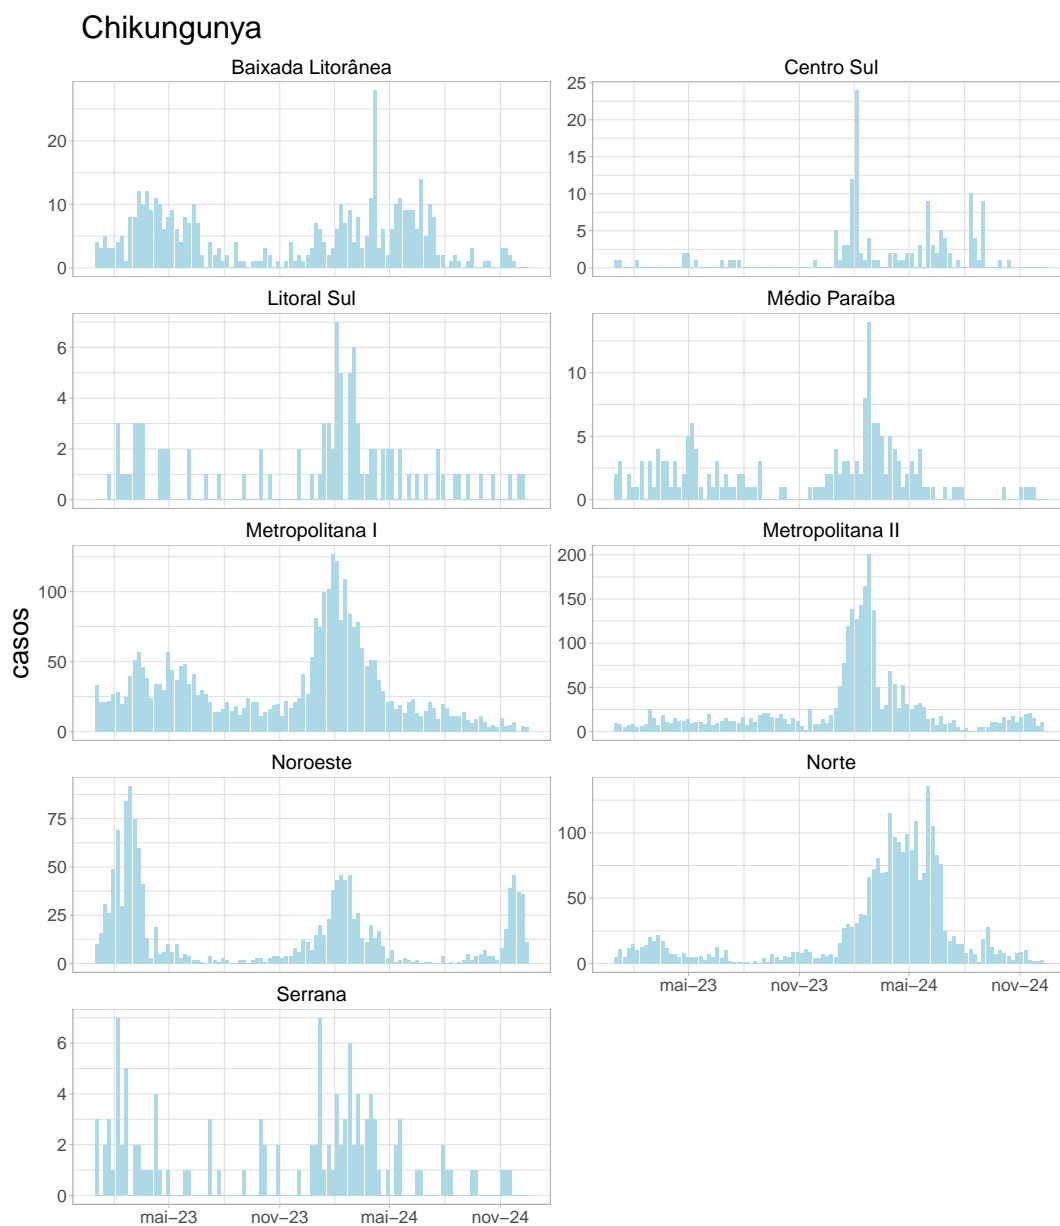 Chikungunya
Baixada Litorânea
Centro Sul
0
10
20
0
5
10
15
20
25
Litoral Sul
Médio Paraíba
0
2
4
6
0
5
10
Metropolitana I
Metropolitana II
casos
0
50
100
0
50
100
150
200
Noroeste
Norte
0
25
50
75
0
50
100
mai−23
nov−23
mai−24
nov−24
Serrana
0
2
4
6
mai−23
nov−23
mai−24
nov−24